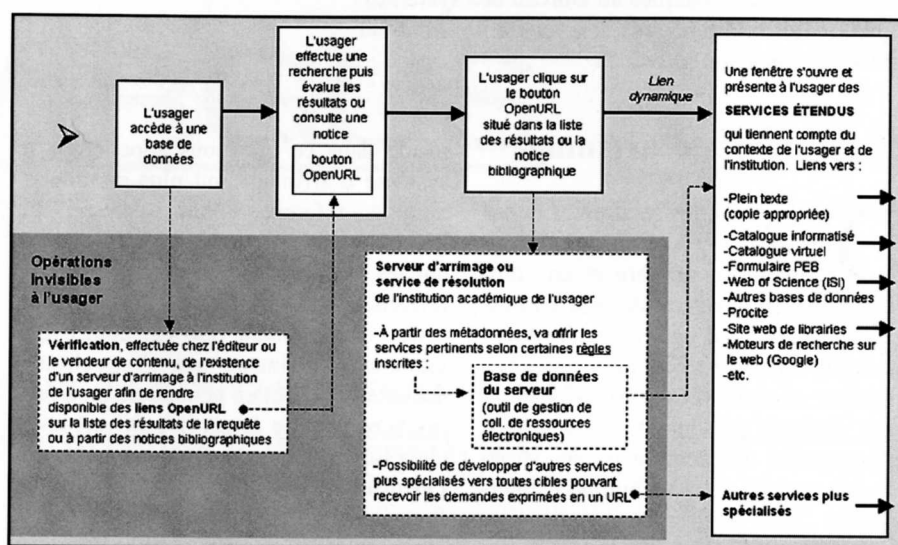 L'usager
accède à une
base de
données
L'usager
effectue une
recherche puis
évalue les
résultats ou
consulte une
notice
bouton
OpenURL
L'usager clique sur
le bouton
OpenURL
situé dans la liste
des résultats ou la
notice
bibliographique
Lien
dynamique
Une fenêtre s'ouvre et
présente à l'usager des
SERVICES ÉTENDUS
qui tiennent compte du
contexte de l'usager et de
l'institution. Liens vers :
-Plein texte
(copie appropriée)
-Catalogue informatisé
-Catalogue virtuel
-Formulaire PEB
-Web of Science (ISI)
-Autres bases de données
-Procite
-Site web de librairies
-Moteurs de recherche sur
le web (Google)
-etc.
Autres services plus
spécialisés
Opérations
invisibles
à l'usager
Vérification, effectuée chez l'éditeur ou
le vendeur de contenu, de l'existence
d'un serveur d'arrimage à l'institution
de l'usager afin de rendre
disponible des liens OpenURL
sur la liste des résultats de la requête
ou à partir des notices bibliographiques
Serveur d'arrimage ou
service de résolution
de l'institution académique de l'usager
-À partir des métadonnées, va offrir les
services pertinents selon certaines règles
inscrites :
Base de données
du serveur
(outil de gestion de
coll. de ressources
électroniques)
-Possibilité de développer d'autres services
plus spécialisés vers toutes cibles pouvant
recevoir les demandes exprimées en un URL